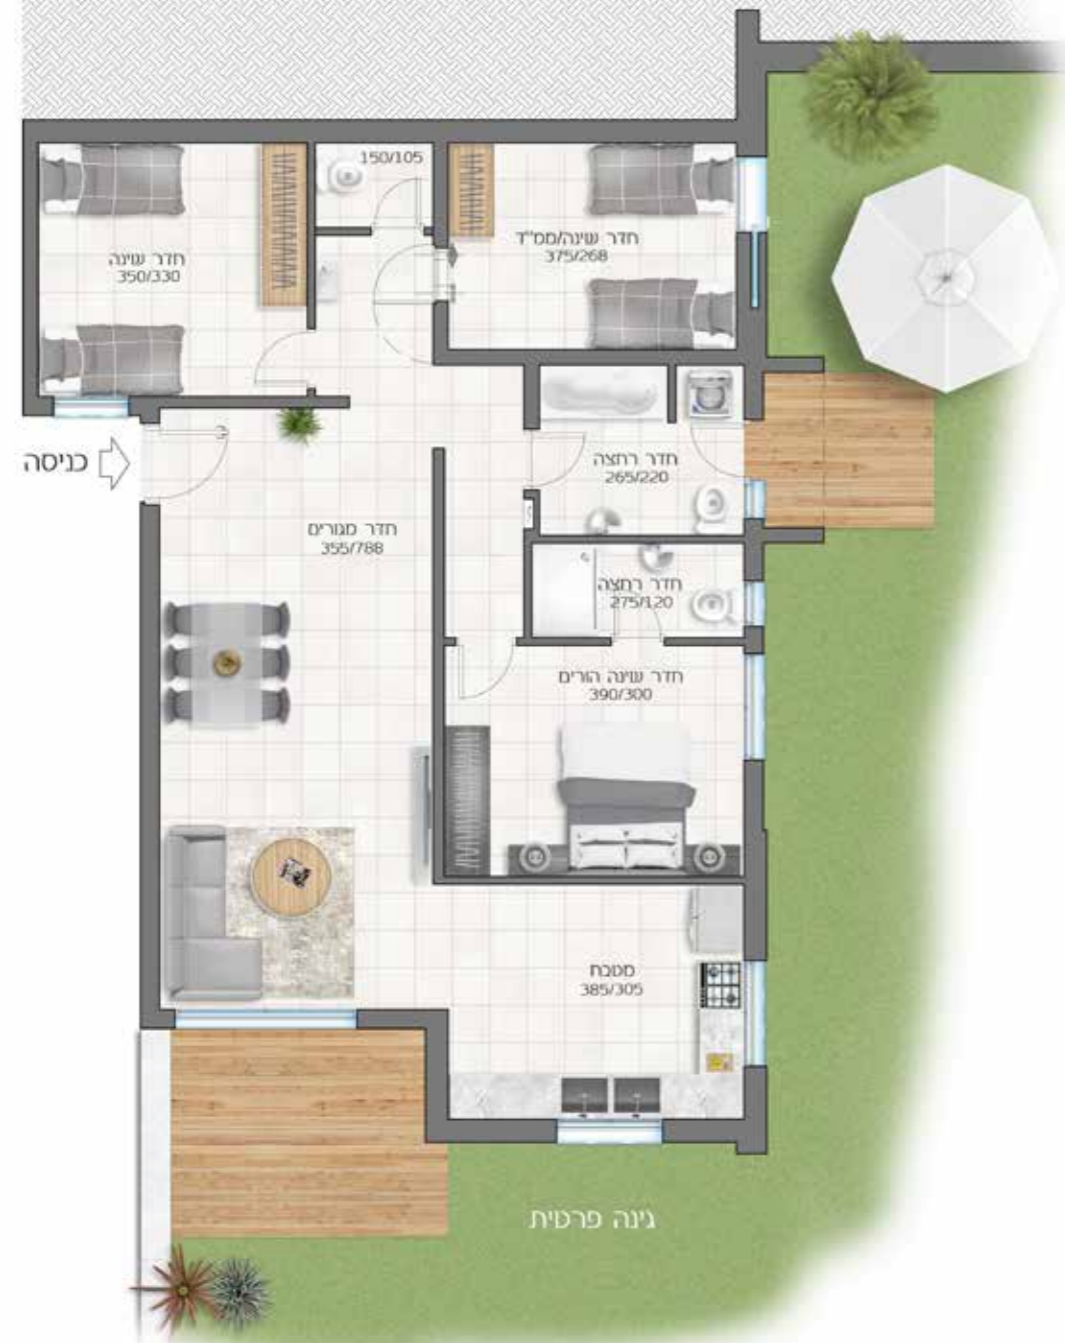 150/105
חדר שינה/ממ"ד
375/268
חדר שינה
350/330
כניסה
חדר רחצה
265/220
חדר מגורים
355/788
חדר רחצה
275/120
חדר שינה הורים
390/300
מטבח
385/305
גינה פרטית